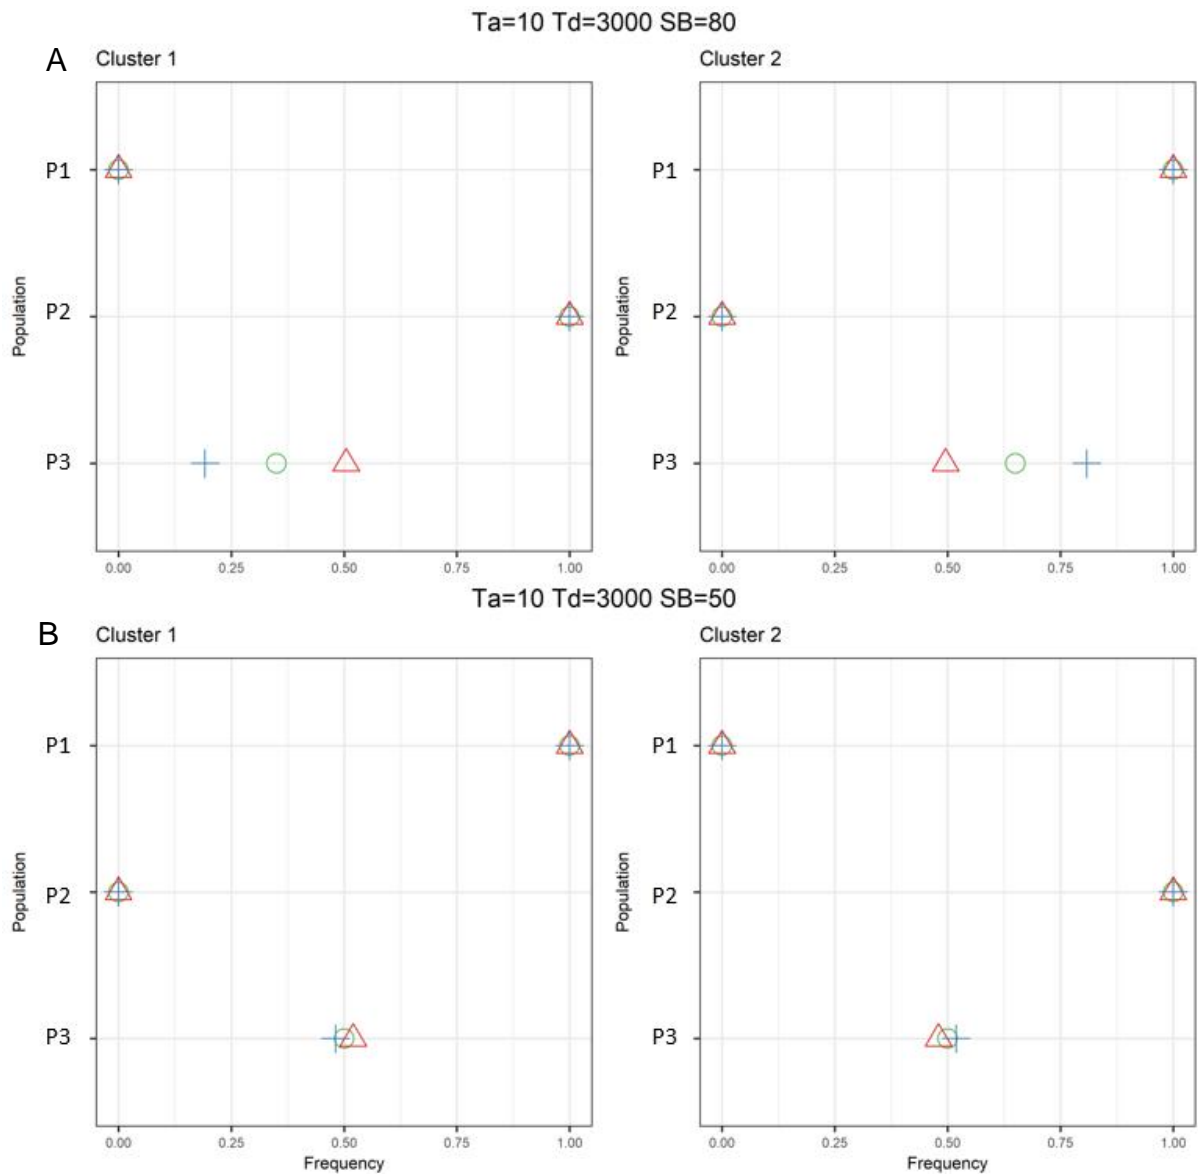 Ta=10 Td=3000 SB=80
A
Cluster 1
Cluster 2
P1
P1
P2
P2
Population
Population
P3
P3
0.00 0.25 0.50 0.75 1.00
0.00 0.25 0.50 0.75 1.00
Ta=10 Td=3000 SB=50
B
Cluster 1
Cluster 2
P1
P1
P2
P2
Population
Population
P3
P3
0.00 0.25 0.50 0.75 1.00
0.00 0.25 0.50 0.75 1.00
Frequency
Frequency